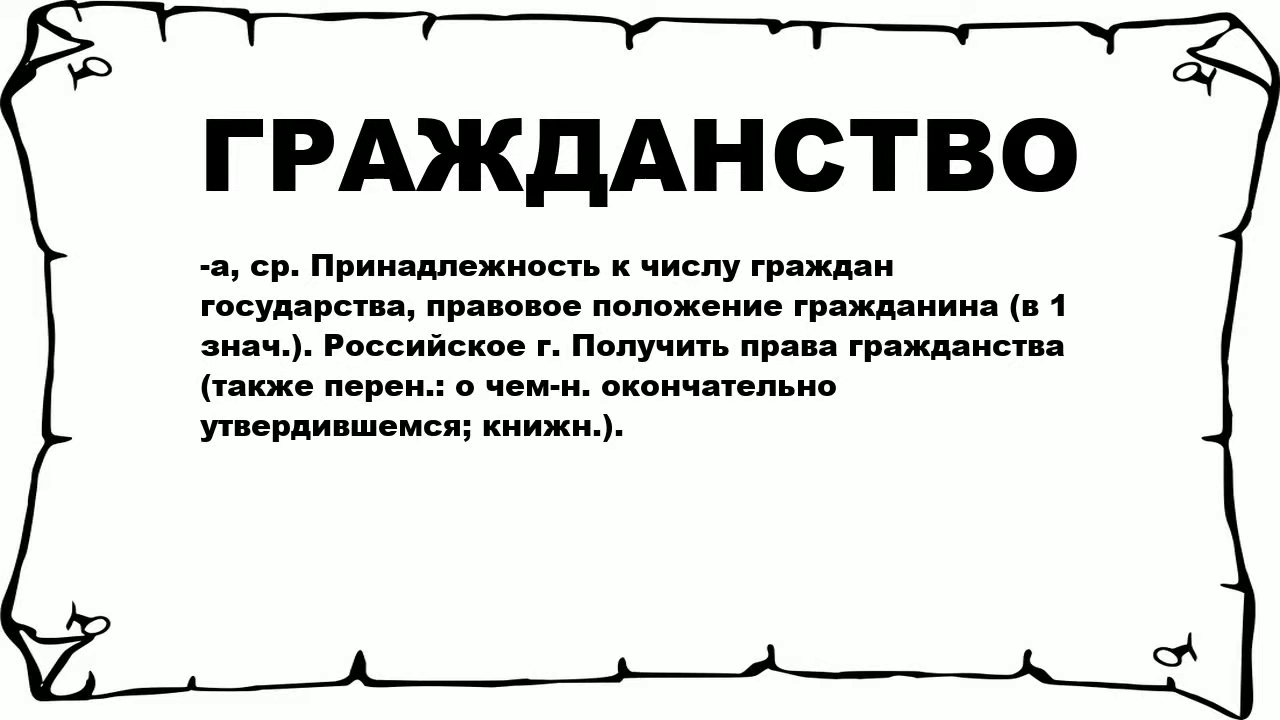 ГРАЖДАНСТВО
-а, ср. Принадлежность к числу граждан
государства, правовое положение гражданина (в 1
знач.). Российское г. Получить права гражданства
(также перен.: о чем-н. окончательно
утвердившемся; книжн.).